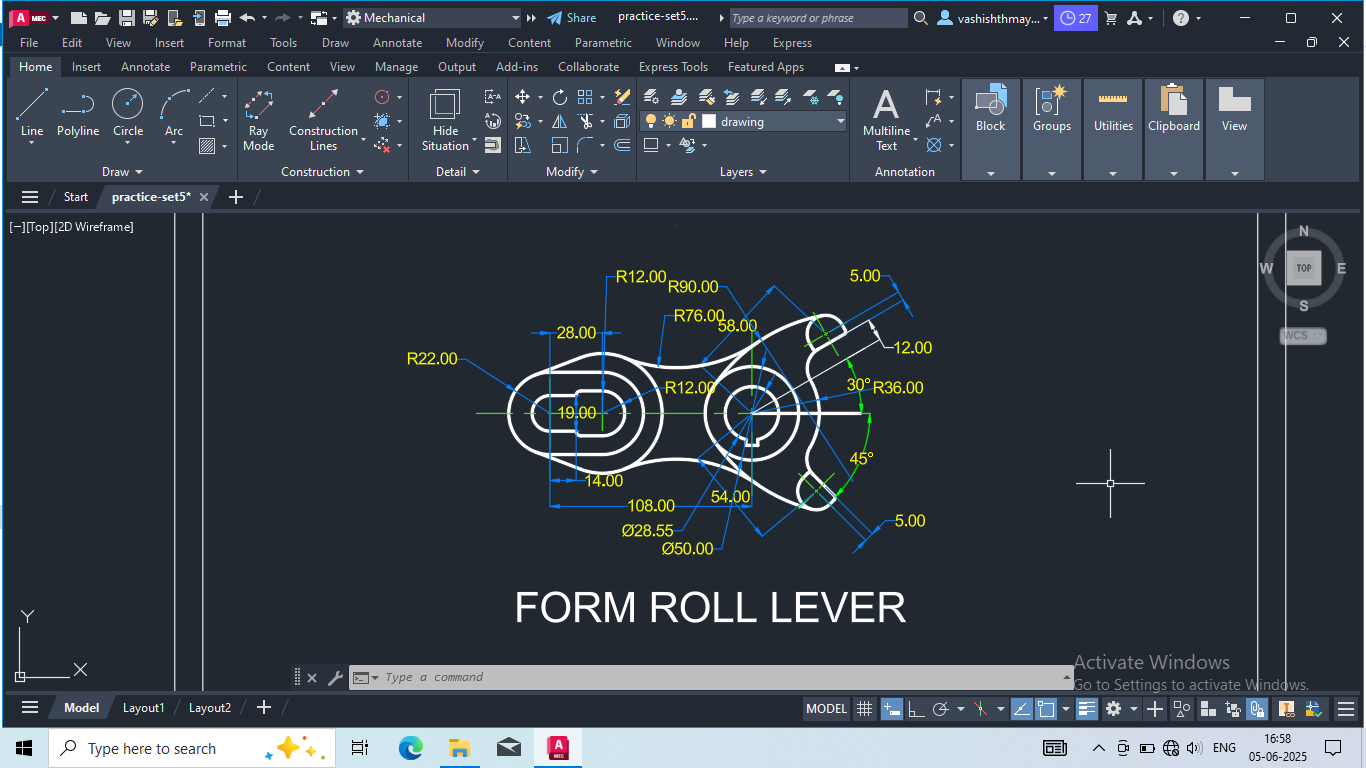 A MEC Mechanical Share practice-set5.... Type a keyword or phrase vashisthmay... 27
File Edit View Insert Format Tools Draw Annotate Modify Content Parametric Window Help Express
Home Insert Annotate Parametric Content View Manage Output Add-ins Collaborate Express Tools Featured Apps
Line Polyline Circle Arc Ray Mode Construction Lines Hide Situation drawing Multiline Text Block Groups Utilities Clipboard View
Draw Construction Detail Modify Layers Annotation
Start practice-set5*
[−][Top][2D Wireframe]
N
W TOP E
S
WCS
R12.00
R90.00
5.00
R76.00
58.00
28.00
12.00
R22.00
R12.00
30°
R36.00
19.00
45°
14.00
54.00
108.00
5.00
Ø28.55
Ø50.00
FORM ROLL LEVER
Y
X
Type a command
Activate Windows
Go to Settings to activate Windows.
Model Layout1 Layout2 MODEL
Type here to search A MEC ENG 16:58
05-06-2025